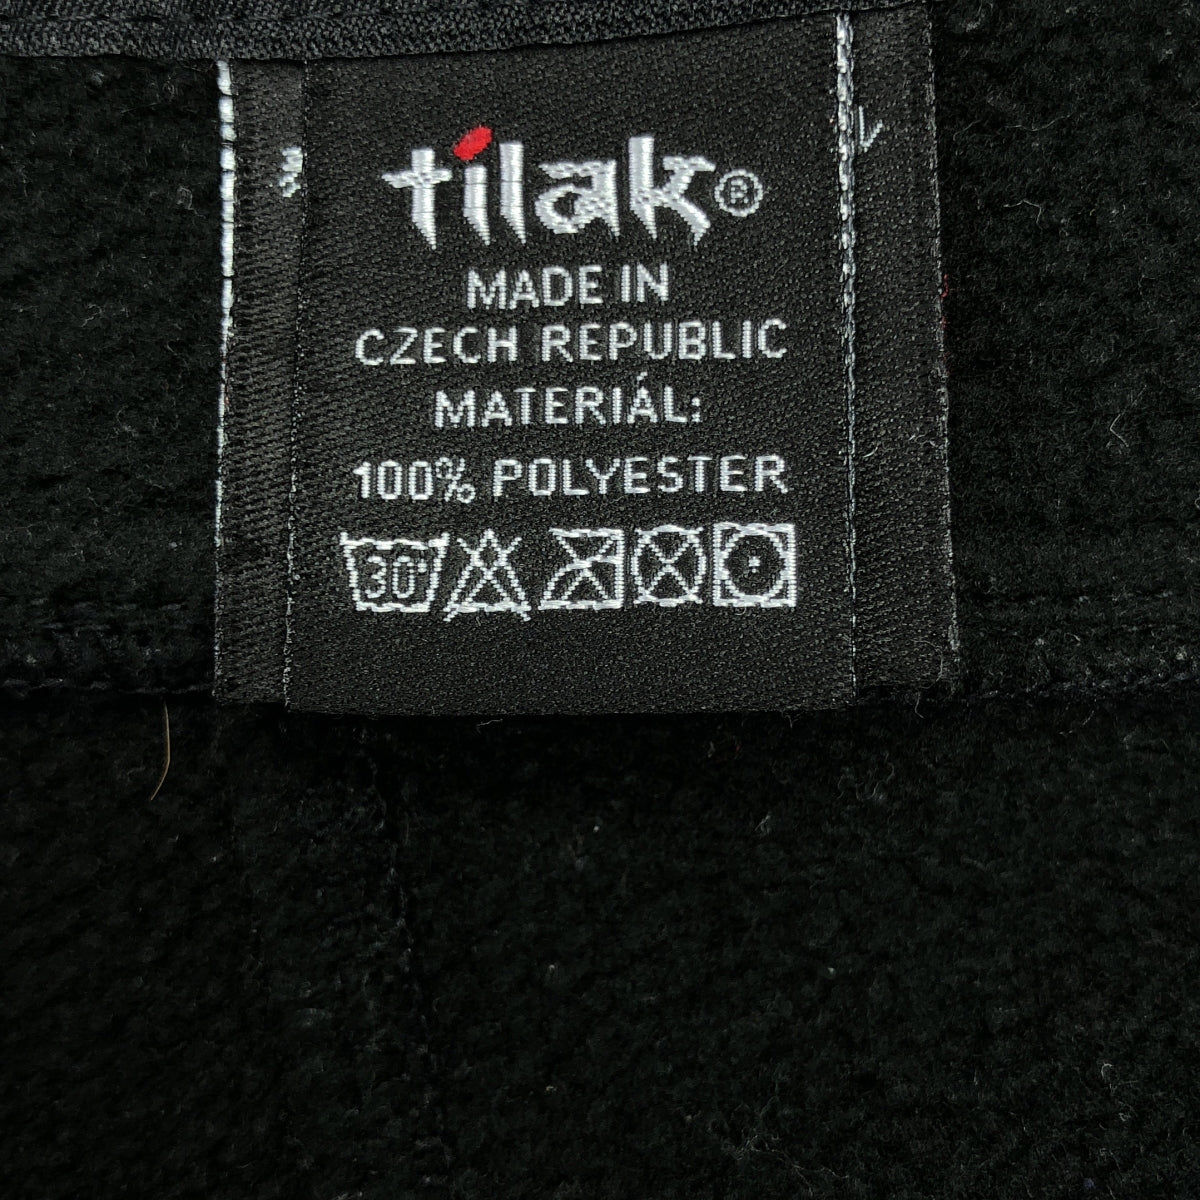 tilak®
MADE IN
CZECH REPUBLIC
MATERIÁL:
100% POLYESTER
30°